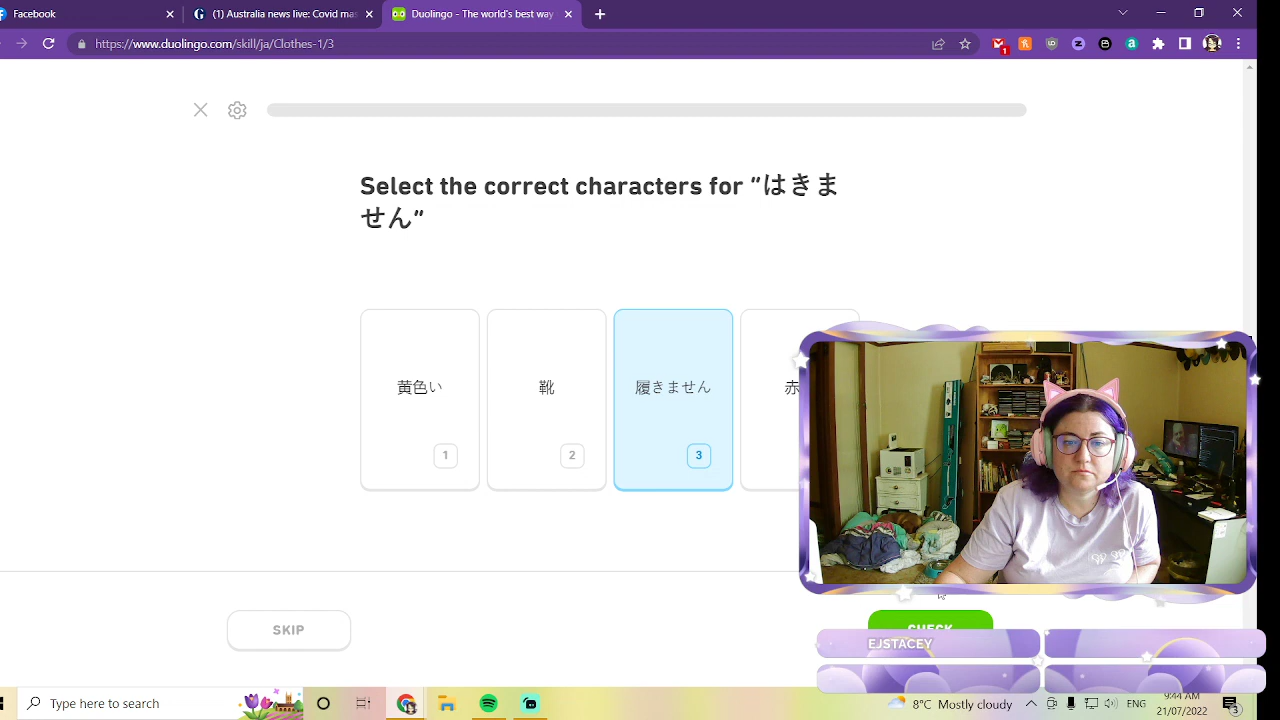 Facebook
(1) Australia news live: Covid mas
Duolingo - The world's best way
https://www.duolingo.com/skill/ja/Clothes-1/3
1
Select the correct characters for "はきま
せん"
黄色い
靴
履きません
赤
1
2
3
SKIP
CHECK
EJSTACEY
Type here to search
8°C Mostly cloudy
ENG
9:44 AM
21/07/2022
1